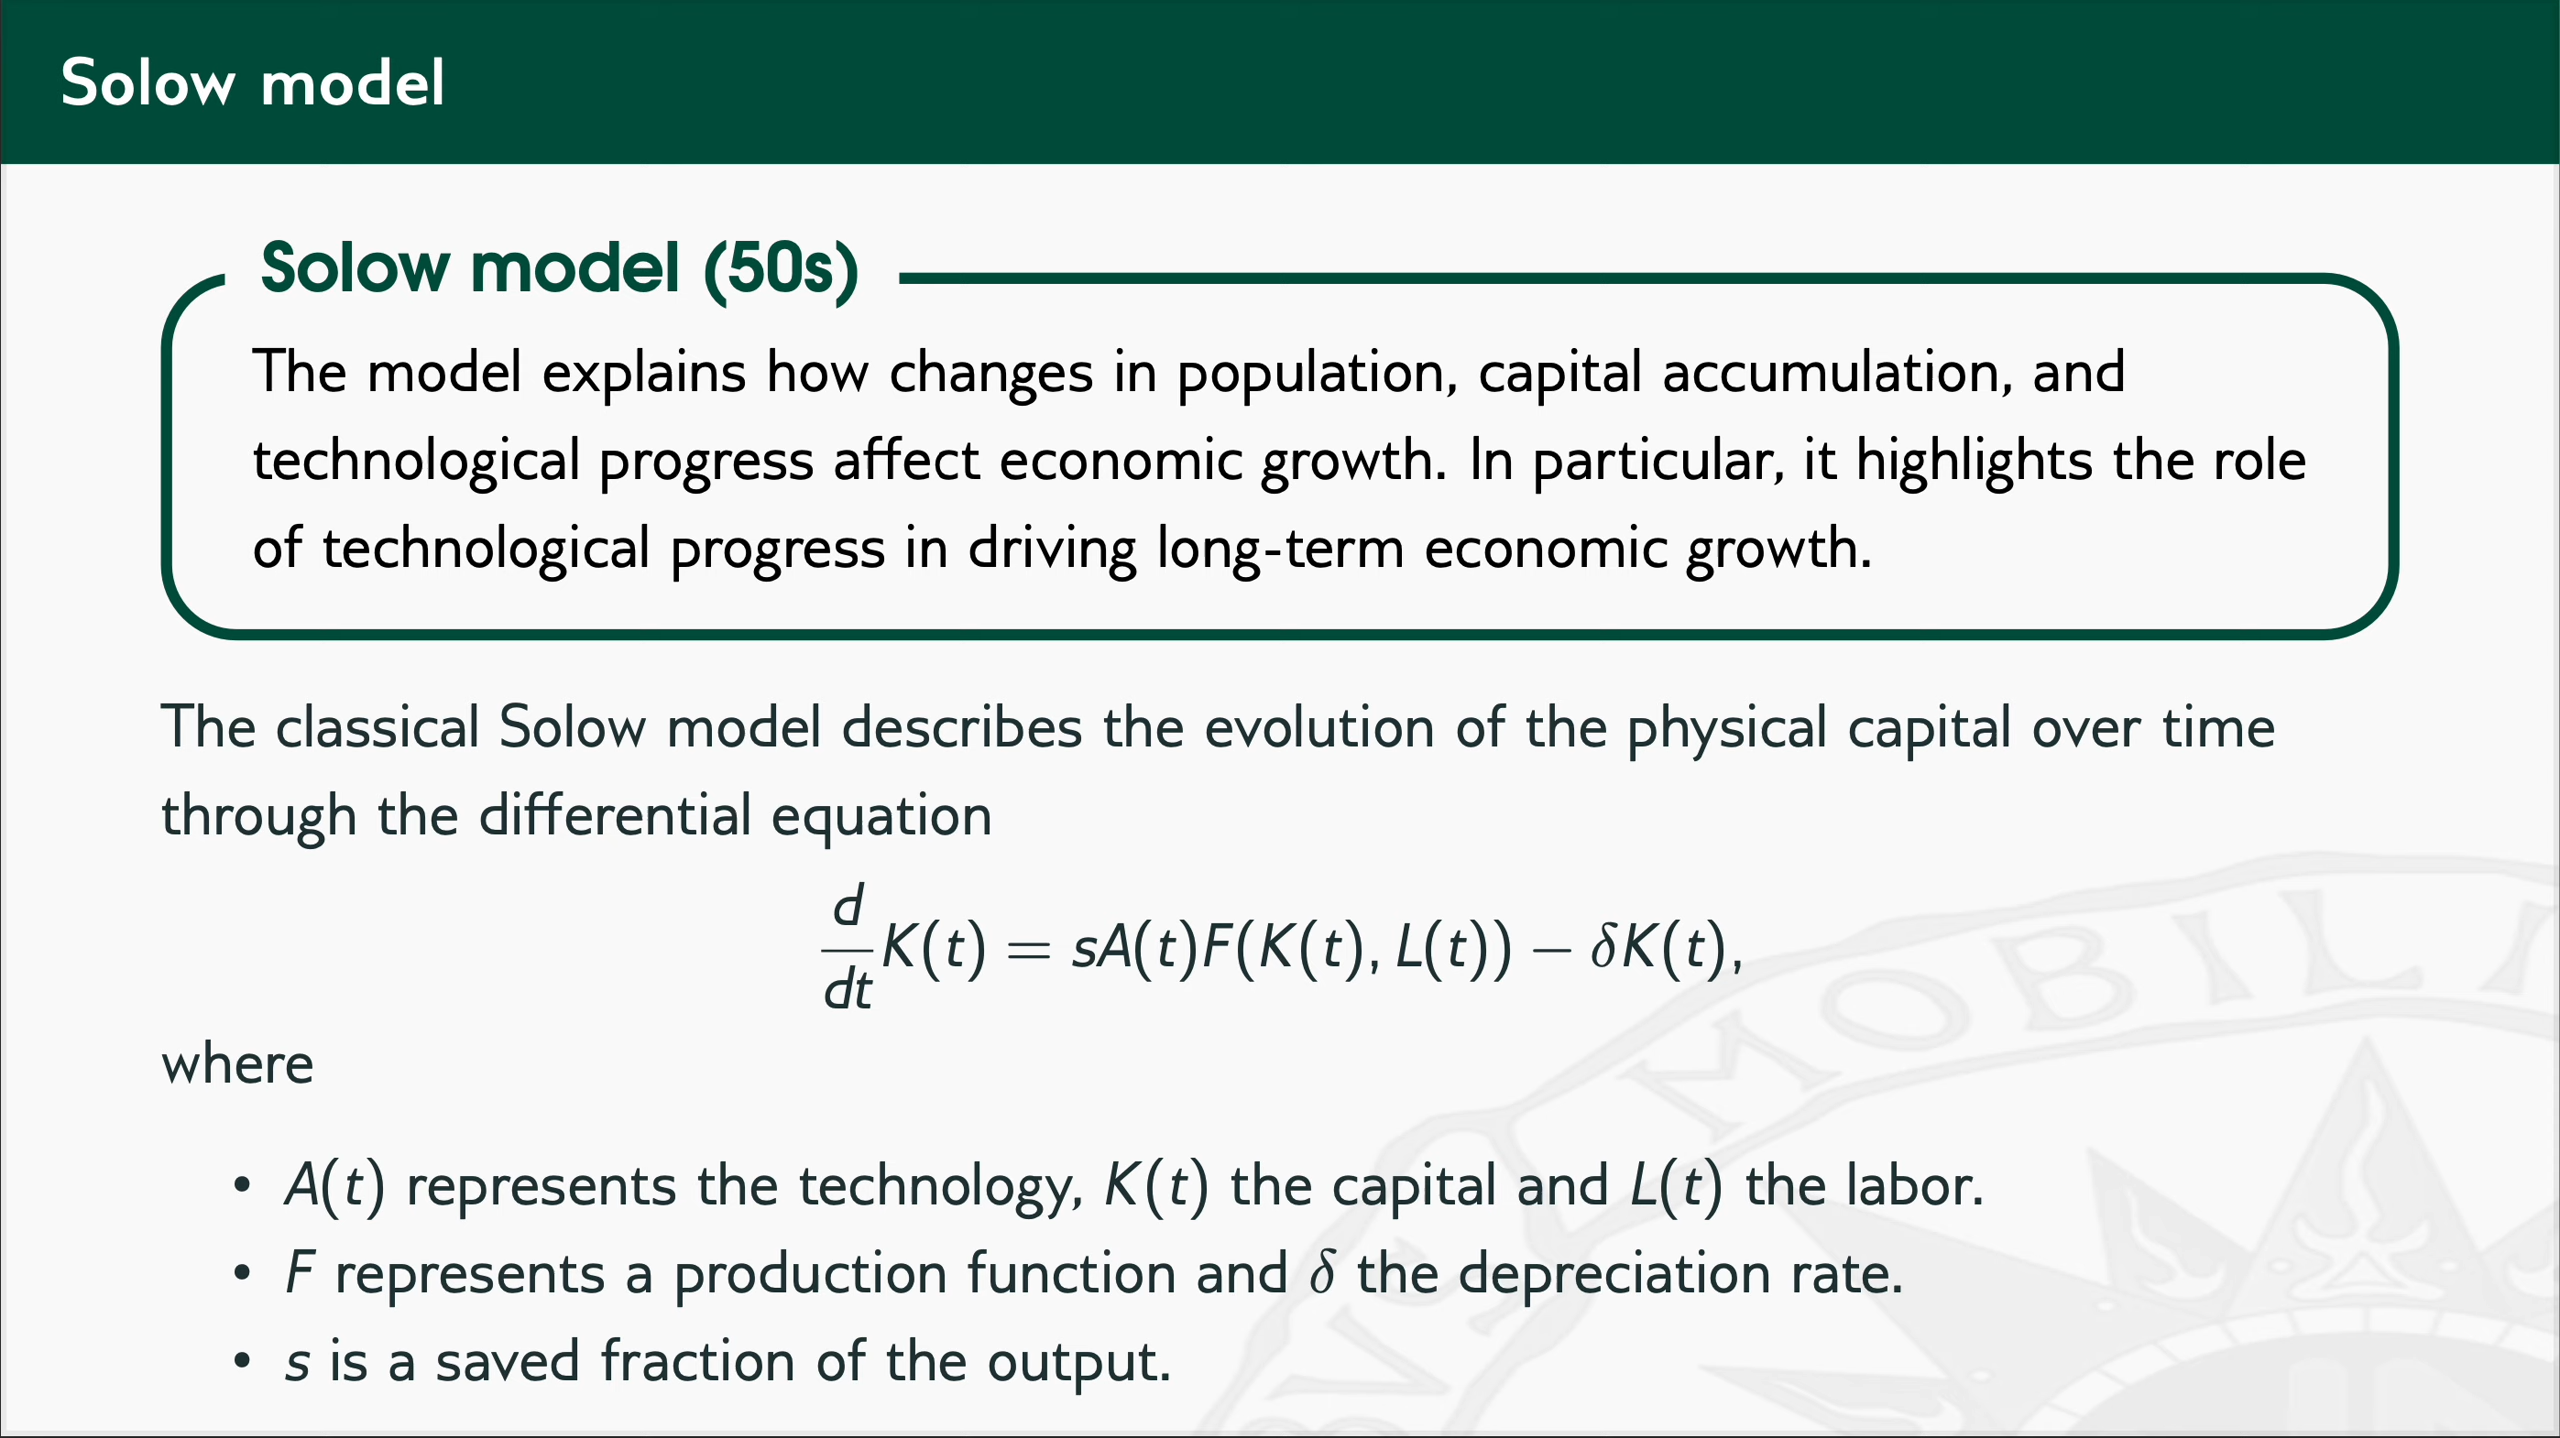 Solow model
Solow model (50s)
The model explains how changes in population, capital accumulation, and
technological progress affect economic growth. In particular, it highlights the role
of technological progress in driving long-term economic growth.
The classical Solow model describes the evolution of the physical capital over time
through the differential equation
d/dt K(t) = sA(t)F(K(t), L(t)) − δK(t),
where
• A(t) represents the technology, K(t) the capital and L(t) the labor.
• F represents a production function and δ the depreciation rate.
• s is a saved fraction of the output.